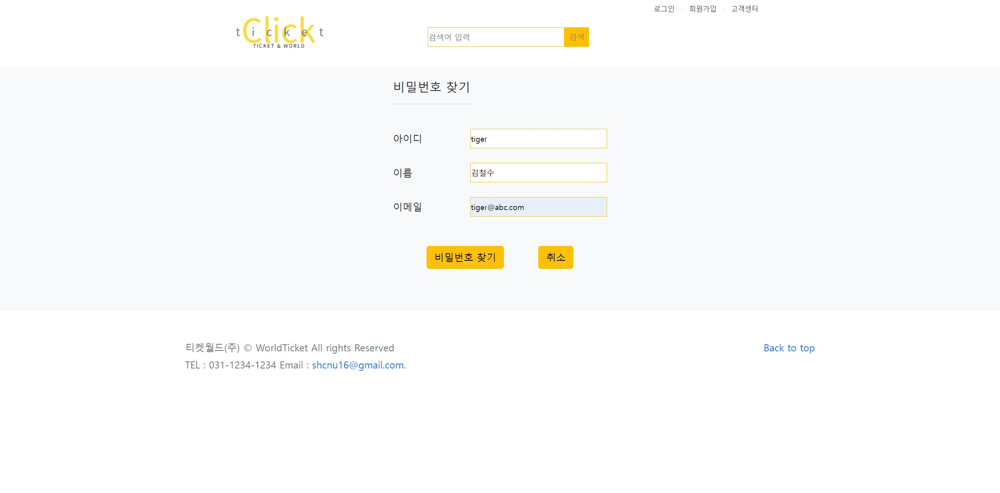 로그인 회원가입 고객센터
Click
ticket
TICKET & WORLD
검색어 입력 검색
비밀번호 찾기
아이디 tiger
이름 김철수
이메일 tiger@abc.com
비밀번호 찾기 취소
티켓월드(주) © WorldTicket All rights Reserved Back to top
TEL : 031-1234-1234 Email : shcnu16@gmail.com.